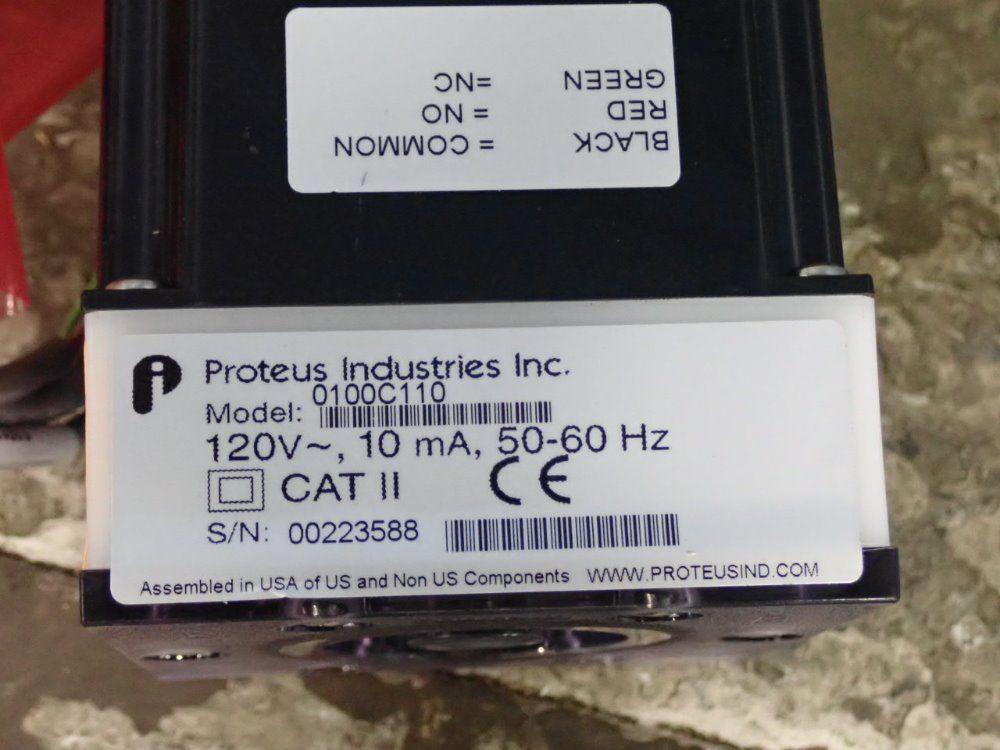 BLACK = COMMON
RED = NO
GREEN =NC
Proteus Industries Inc.
Model: 0100C110
120V~, 10 mA, 50-60 Hz
CAT II CE
S/N: 00223588
Assembled in USA of US and Non US Components WWW.PROTEUSIND.COM